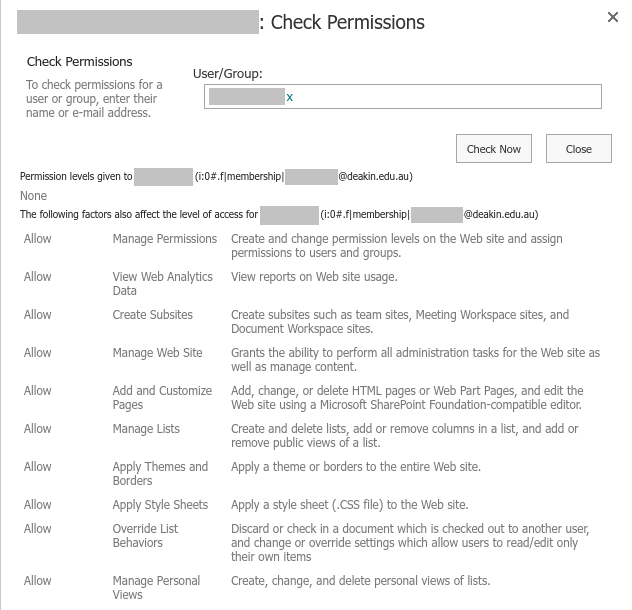 : Check Permissions
Check Permissions
To check permissions for a
user or group, enter their
name or e-mail address.
User/Group:
x
Check Now
Close
Permission levels given to (i:0#.f|membership| @deakin.edu.au)
None
The following factors also affect the level of access for (i:0#.f|membership| @deakin.edu.au)
Allow Manage Permissions Create and change permission levels on the Web site and assign
permissions to users and groups.
Allow View Web Analytics View reports on Web site usage.
Data
Allow Create Subsites Create subsites such as team sites, Meeting Workspace sites, and
Document Workspace sites.
Allow Manage Web Site Grants the ability to perform all administration tasks for the Web site as
well as manage content.
Allow Add and Customize Add, change, or delete HTML pages or Web Part Pages, and edit the
Pages Web site using a Microsoft SharePoint Foundation-compatible editor.
Allow Manage Lists Create and delete lists, add or remove columns in a list, and add or
remove public views of a list.
Allow Apply Themes and Apply a theme or borders to the entire Web site.
Borders
Allow Apply Style Sheets Apply a style sheet (.CSS file) to the Web site.
Allow Override List Discard or check in a document which is checked out to another user,
Behaviors and change or override settings which allow users to read/edit only
their own items
Allow Manage Personal Create, change, and delete personal views of lists.
Views